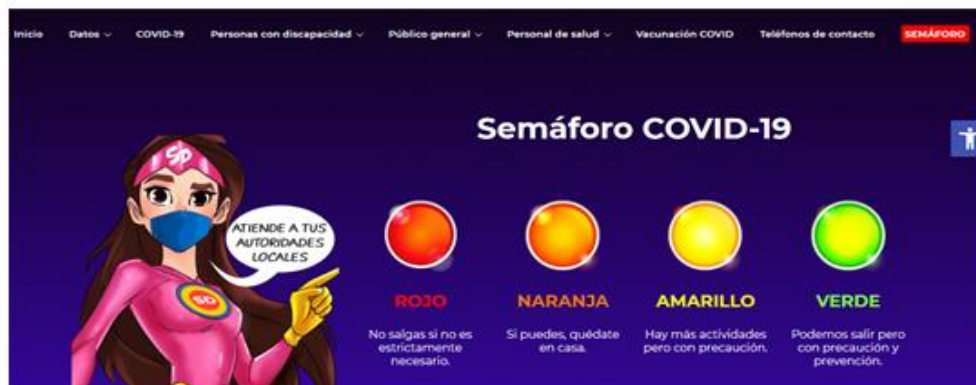 Inicio Datos COVID-19 Personas con discapacidad Público general Personal de salud Vacunación COVID Teléfonos de contacto SEMÁFORO
Semáforo COVID-19
SD
ATIENDE A TUS
AUTORIDADES
LOCALES
SD
ROJO
No salgas si no es
estrictamente
necesario.
NARANJA
Si puedes, quédate
en casa.
AMARILLO
Hay más actividades
pero con precaución.
VERDE
Podemos salir pero
con precaución y
prevención.